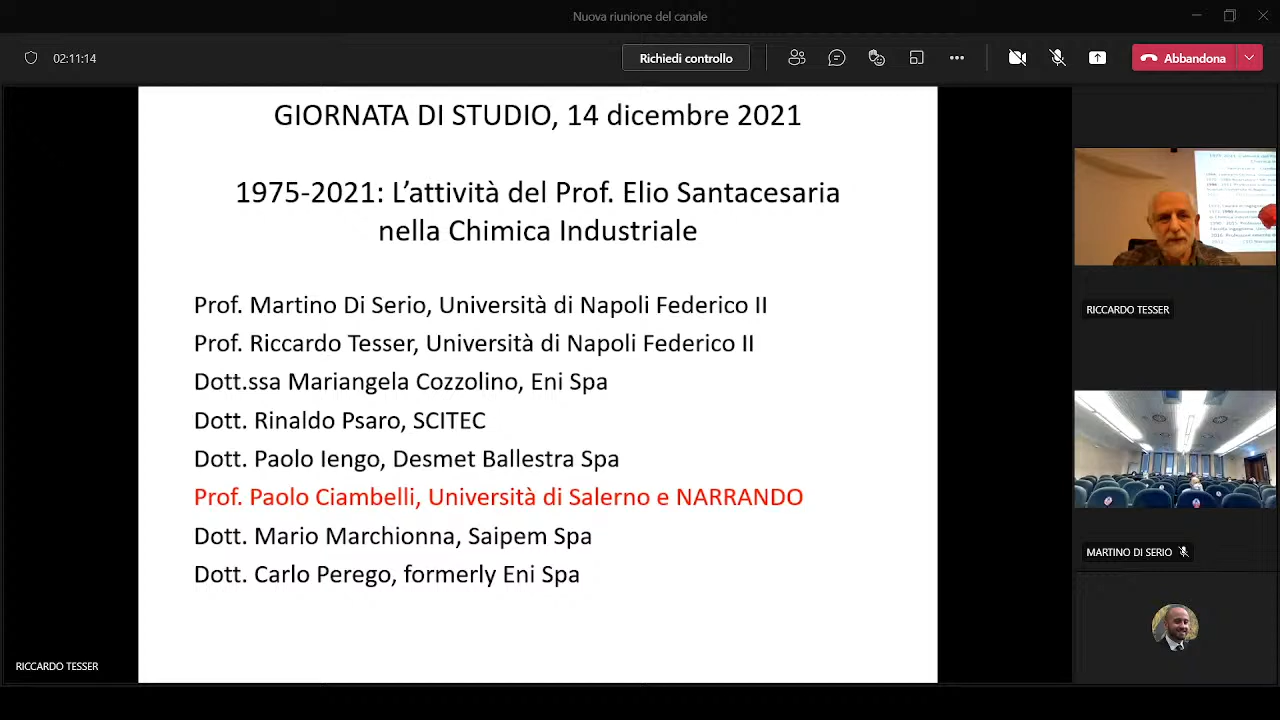 Nuova riunione del canale
02:11:14
Richiedi controllo
Abbandona
GIORNATA DI STUDIO, 14 dicembre 2021
1975-2021: L’attività del Prof. Elio Santacesaria
nella Chimica Industriale
Prof. Martino Di Serio, Università di Napoli Federico II
Prof. Riccardo Tesser, Università di Napoli Federico II
Dott.ssa Mariangela Cozzolino, Eni Spa
Dott. Rinaldo Psaro, SCITEC
Dott. Paolo Iengo, Desmet Ballestra Spa
Prof. Paolo Ciambelli, Università di Salerno e NARRANDO
Dott. Mario Marchionna, Saipem Spa
Dott. Carlo Perego, formerly Eni Spa
RICCARDO TESSER
RICCARDO TESSER
MARTINO DI SERIO